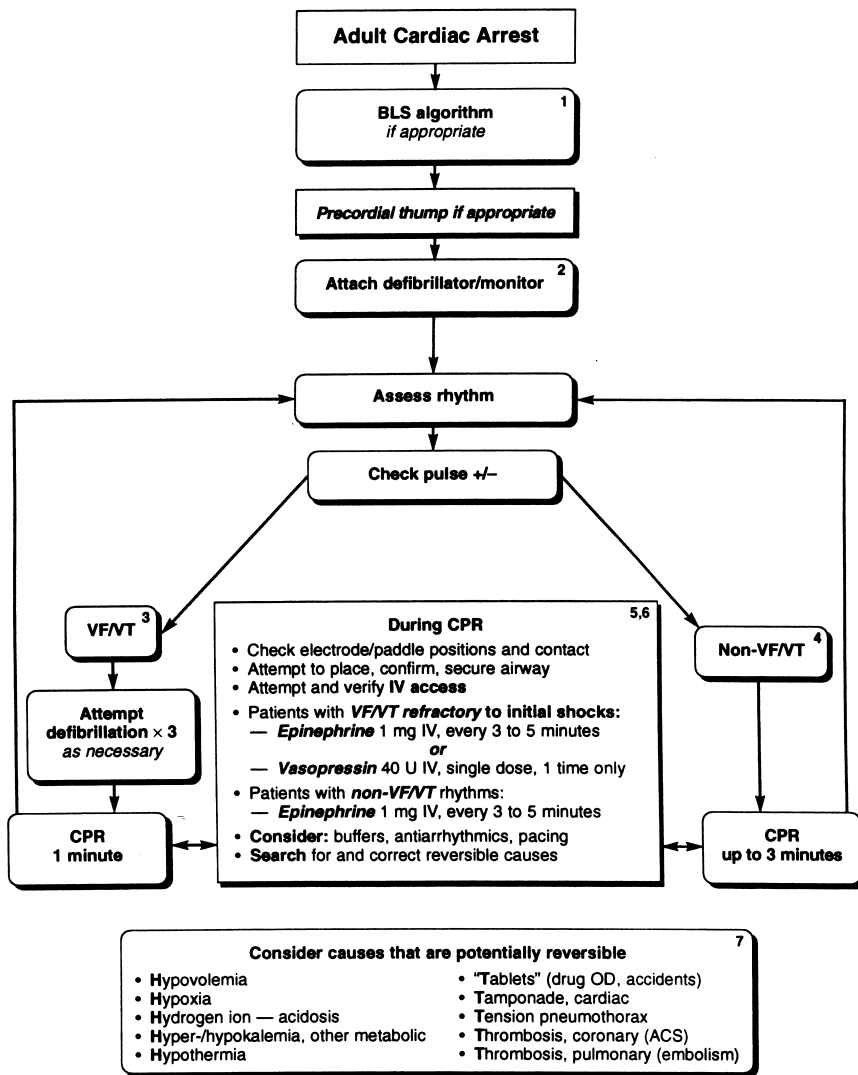 Adult Cardiac Arrest
1
BLS algorithm
if appropriate
Precordial thump if appropriate
2
Attach defibrillator/monitor
Assess rhythm
Check pulse +/–
3
VF/VT
Attempt
defibrillation × 3
as necessary
CPR
1 minute
5,6
During CPR
• Check electrode/paddle positions and contact
• Attempt to place, confirm, secure airway
• Attempt and verify IV access
• Patients with VF/VT refractory to initial shocks:
— Epinephrine 1 mg IV, every 3 to 5 minutes
or
— Vasopressin 40 U IV, single dose, 1 time only
• Patients with non-VF/VT rhythms:
— Epinephrine 1 mg IV, every 3 to 5 minutes
• Consider: buffers, antiarrhythmics, pacing
• Search for and correct reversible causes
4
Non-VF/VT
CPR
up to 3 minutes
7
Consider causes that are potentially reversible
• Hypovolemia
• Hypoxia
• Hydrogen ion — acidosis
• Hyper-/hypokalemia, other metabolic
• Hypothermia
• "Tablets" (drug OD, accidents)
• Tamponade, cardiac
• Tension pneumothorax
• Thrombosis, coronary (ACS)
• Thrombosis, pulmonary (embolism)